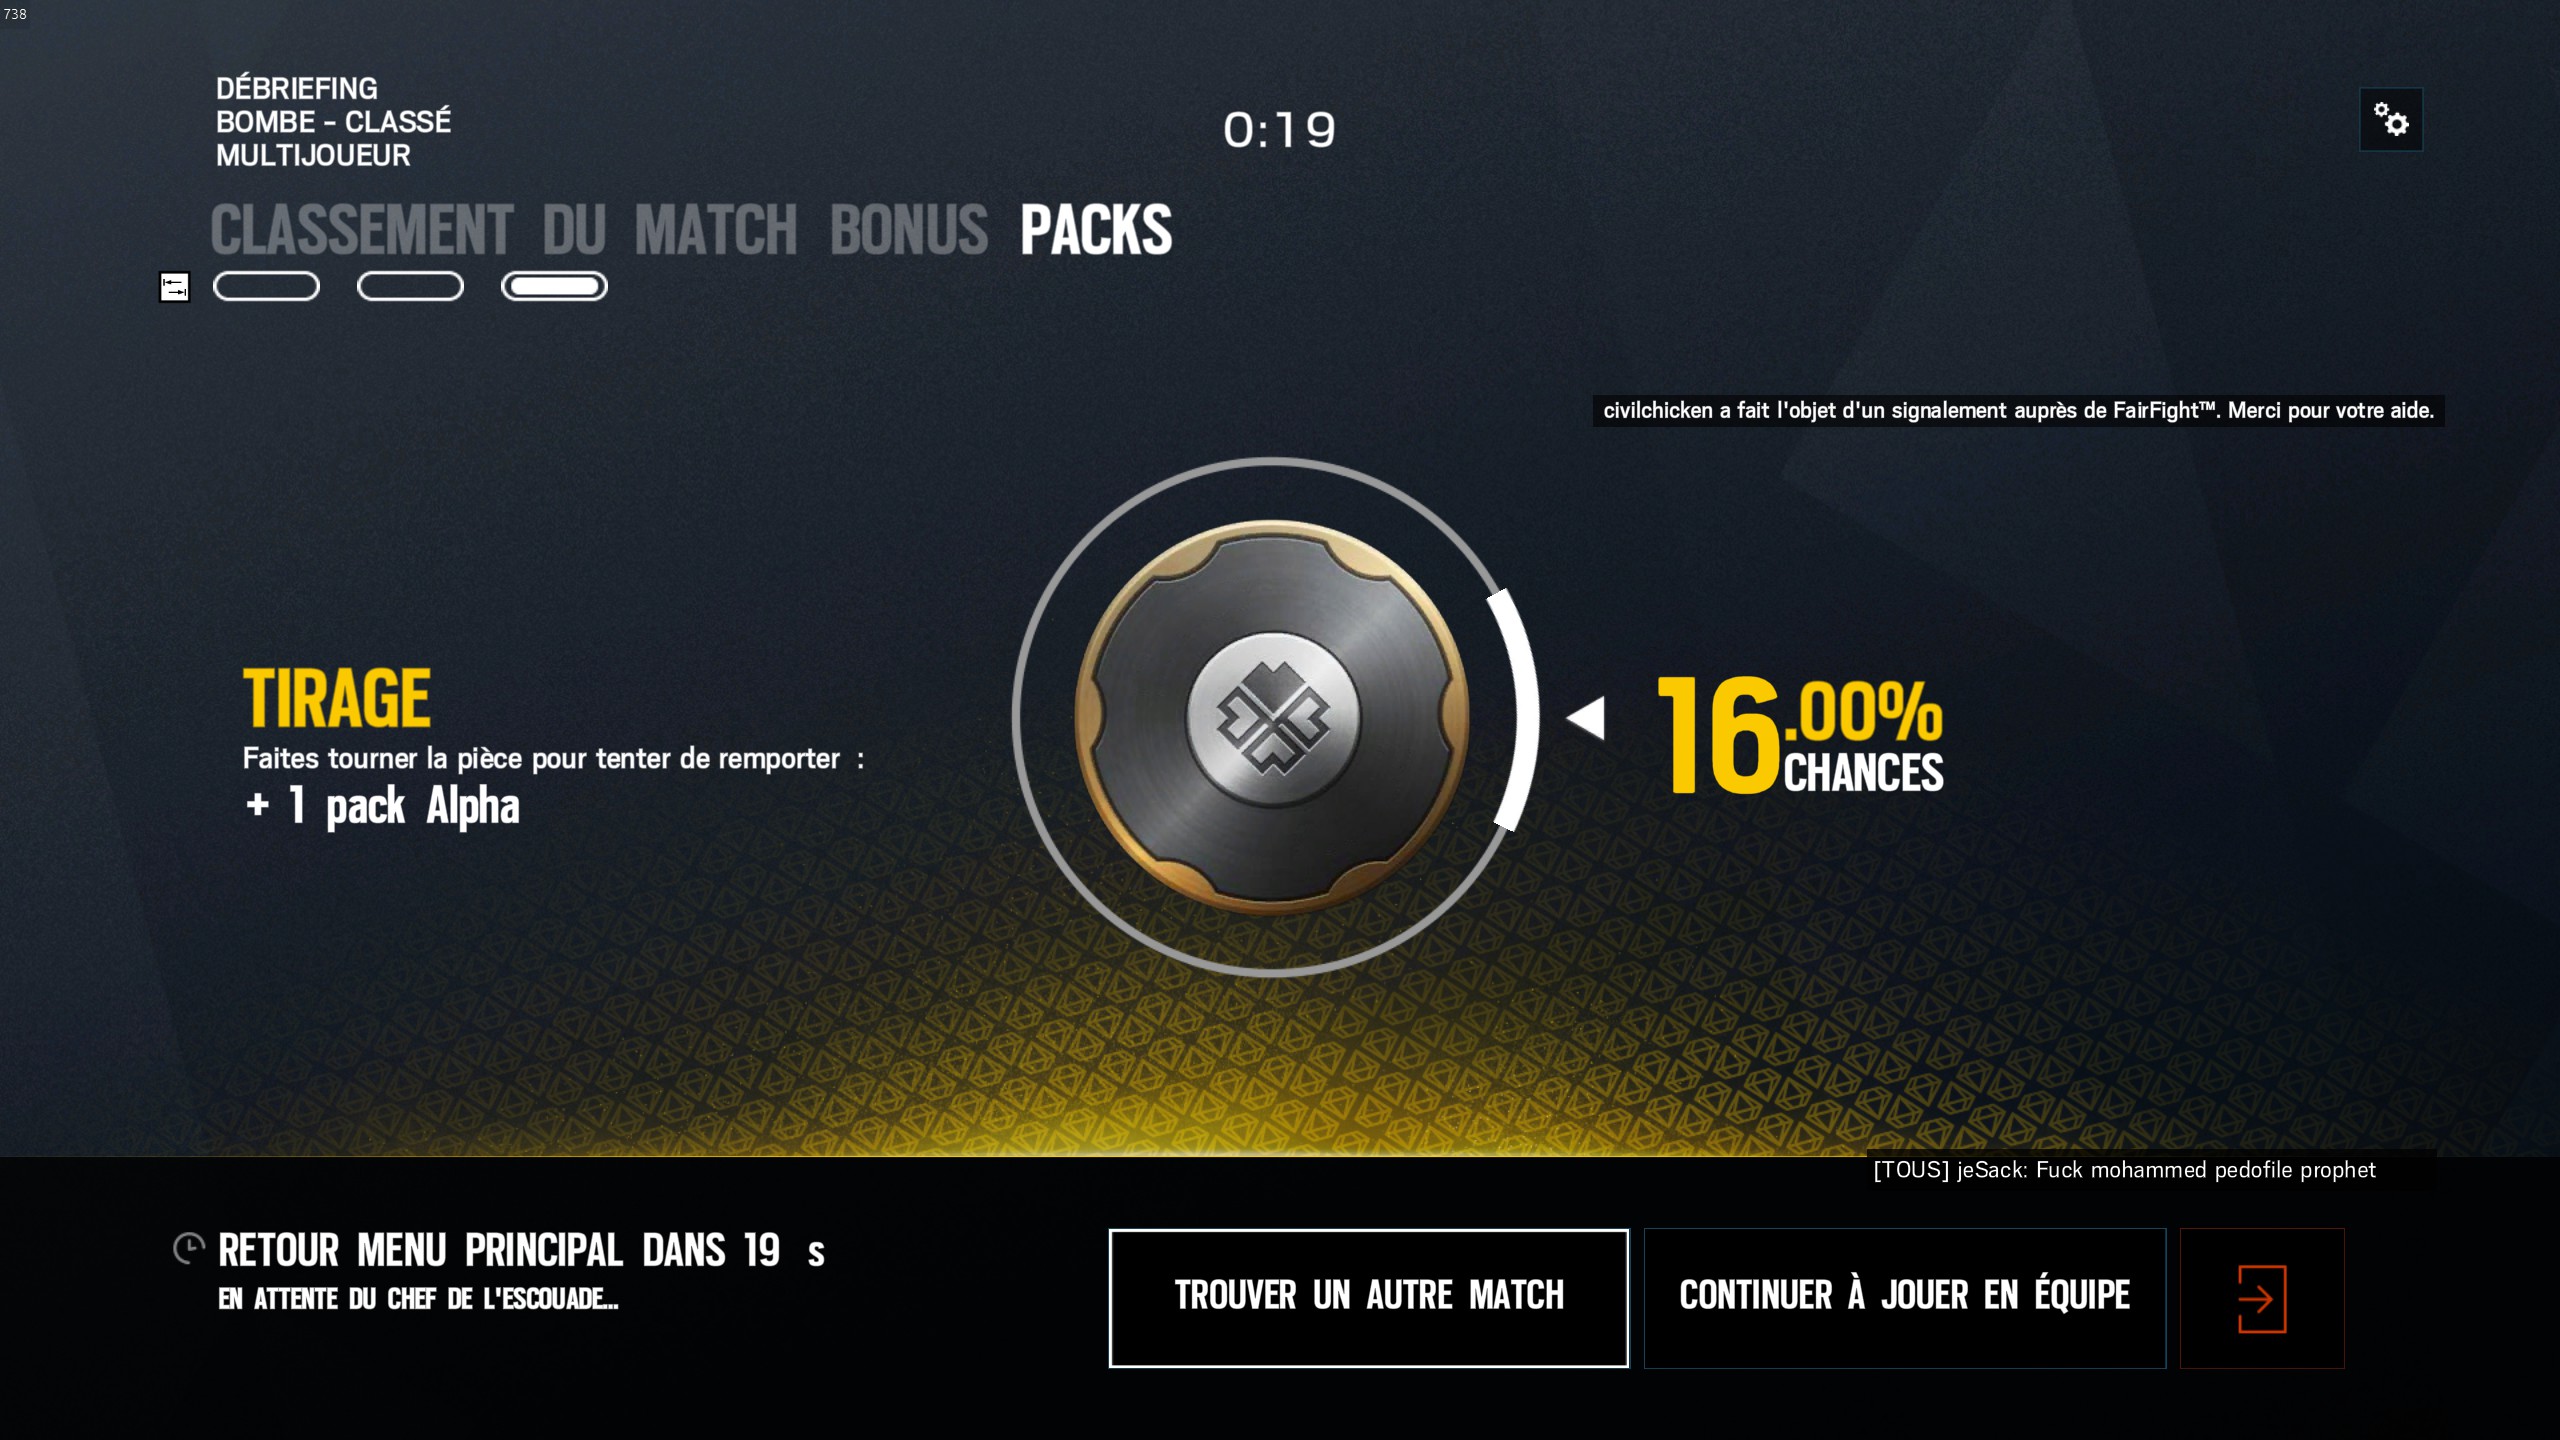 738
DÉBRIEFING
BOMBE - CLASSÉ
MULTIJOUEUR
0:19
CLASSEMENT DU MATCH BONUS PACKS
civilchicken a fait l'objet d'un signalement auprès de FairFight™. Merci pour votre aide.
TIRAGE
Faites tourner la pièce pour tenter de remporter :
+ 1 pack Alpha
16.00%
CHANCES
[TOUS] jeSack: Fuck mohammed pedofile prophet
RETOUR MENU PRINCIPAL DANS 19 s
EN ATTENTE DU CHEF DE L'ESCOUADE...
TROUVER UN AUTRE MATCH
CONTINUER À JOUER EN ÉQUIPE